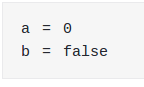 a = 0
b = false